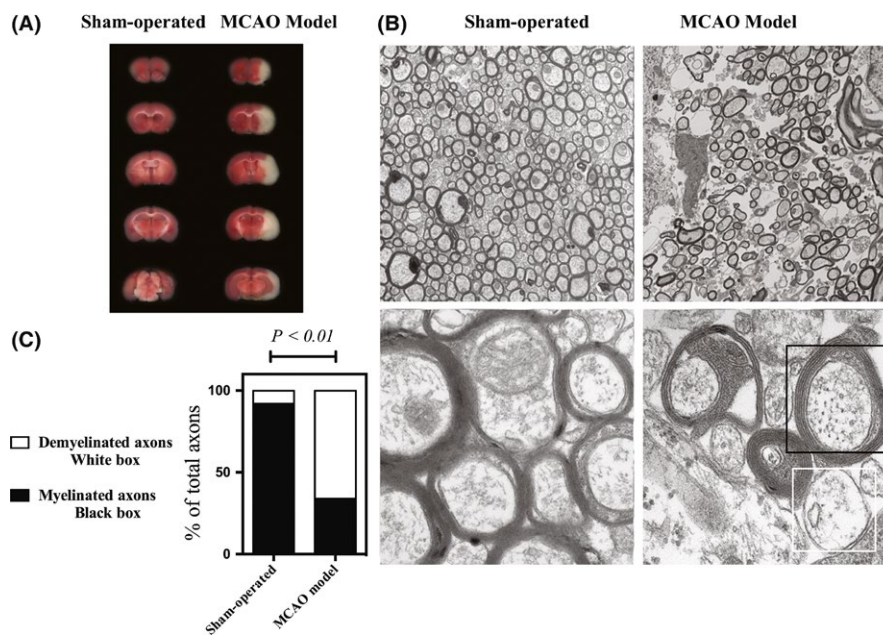 (A)
Sham-operated MCAO Model
(B)
Sham-operated MCAO Model
(C)
P < 0.01
Demyelinated axons
White box
Myelinated axons
Black box
% of total axons
100
50
0
Sham-operated
MCAO model